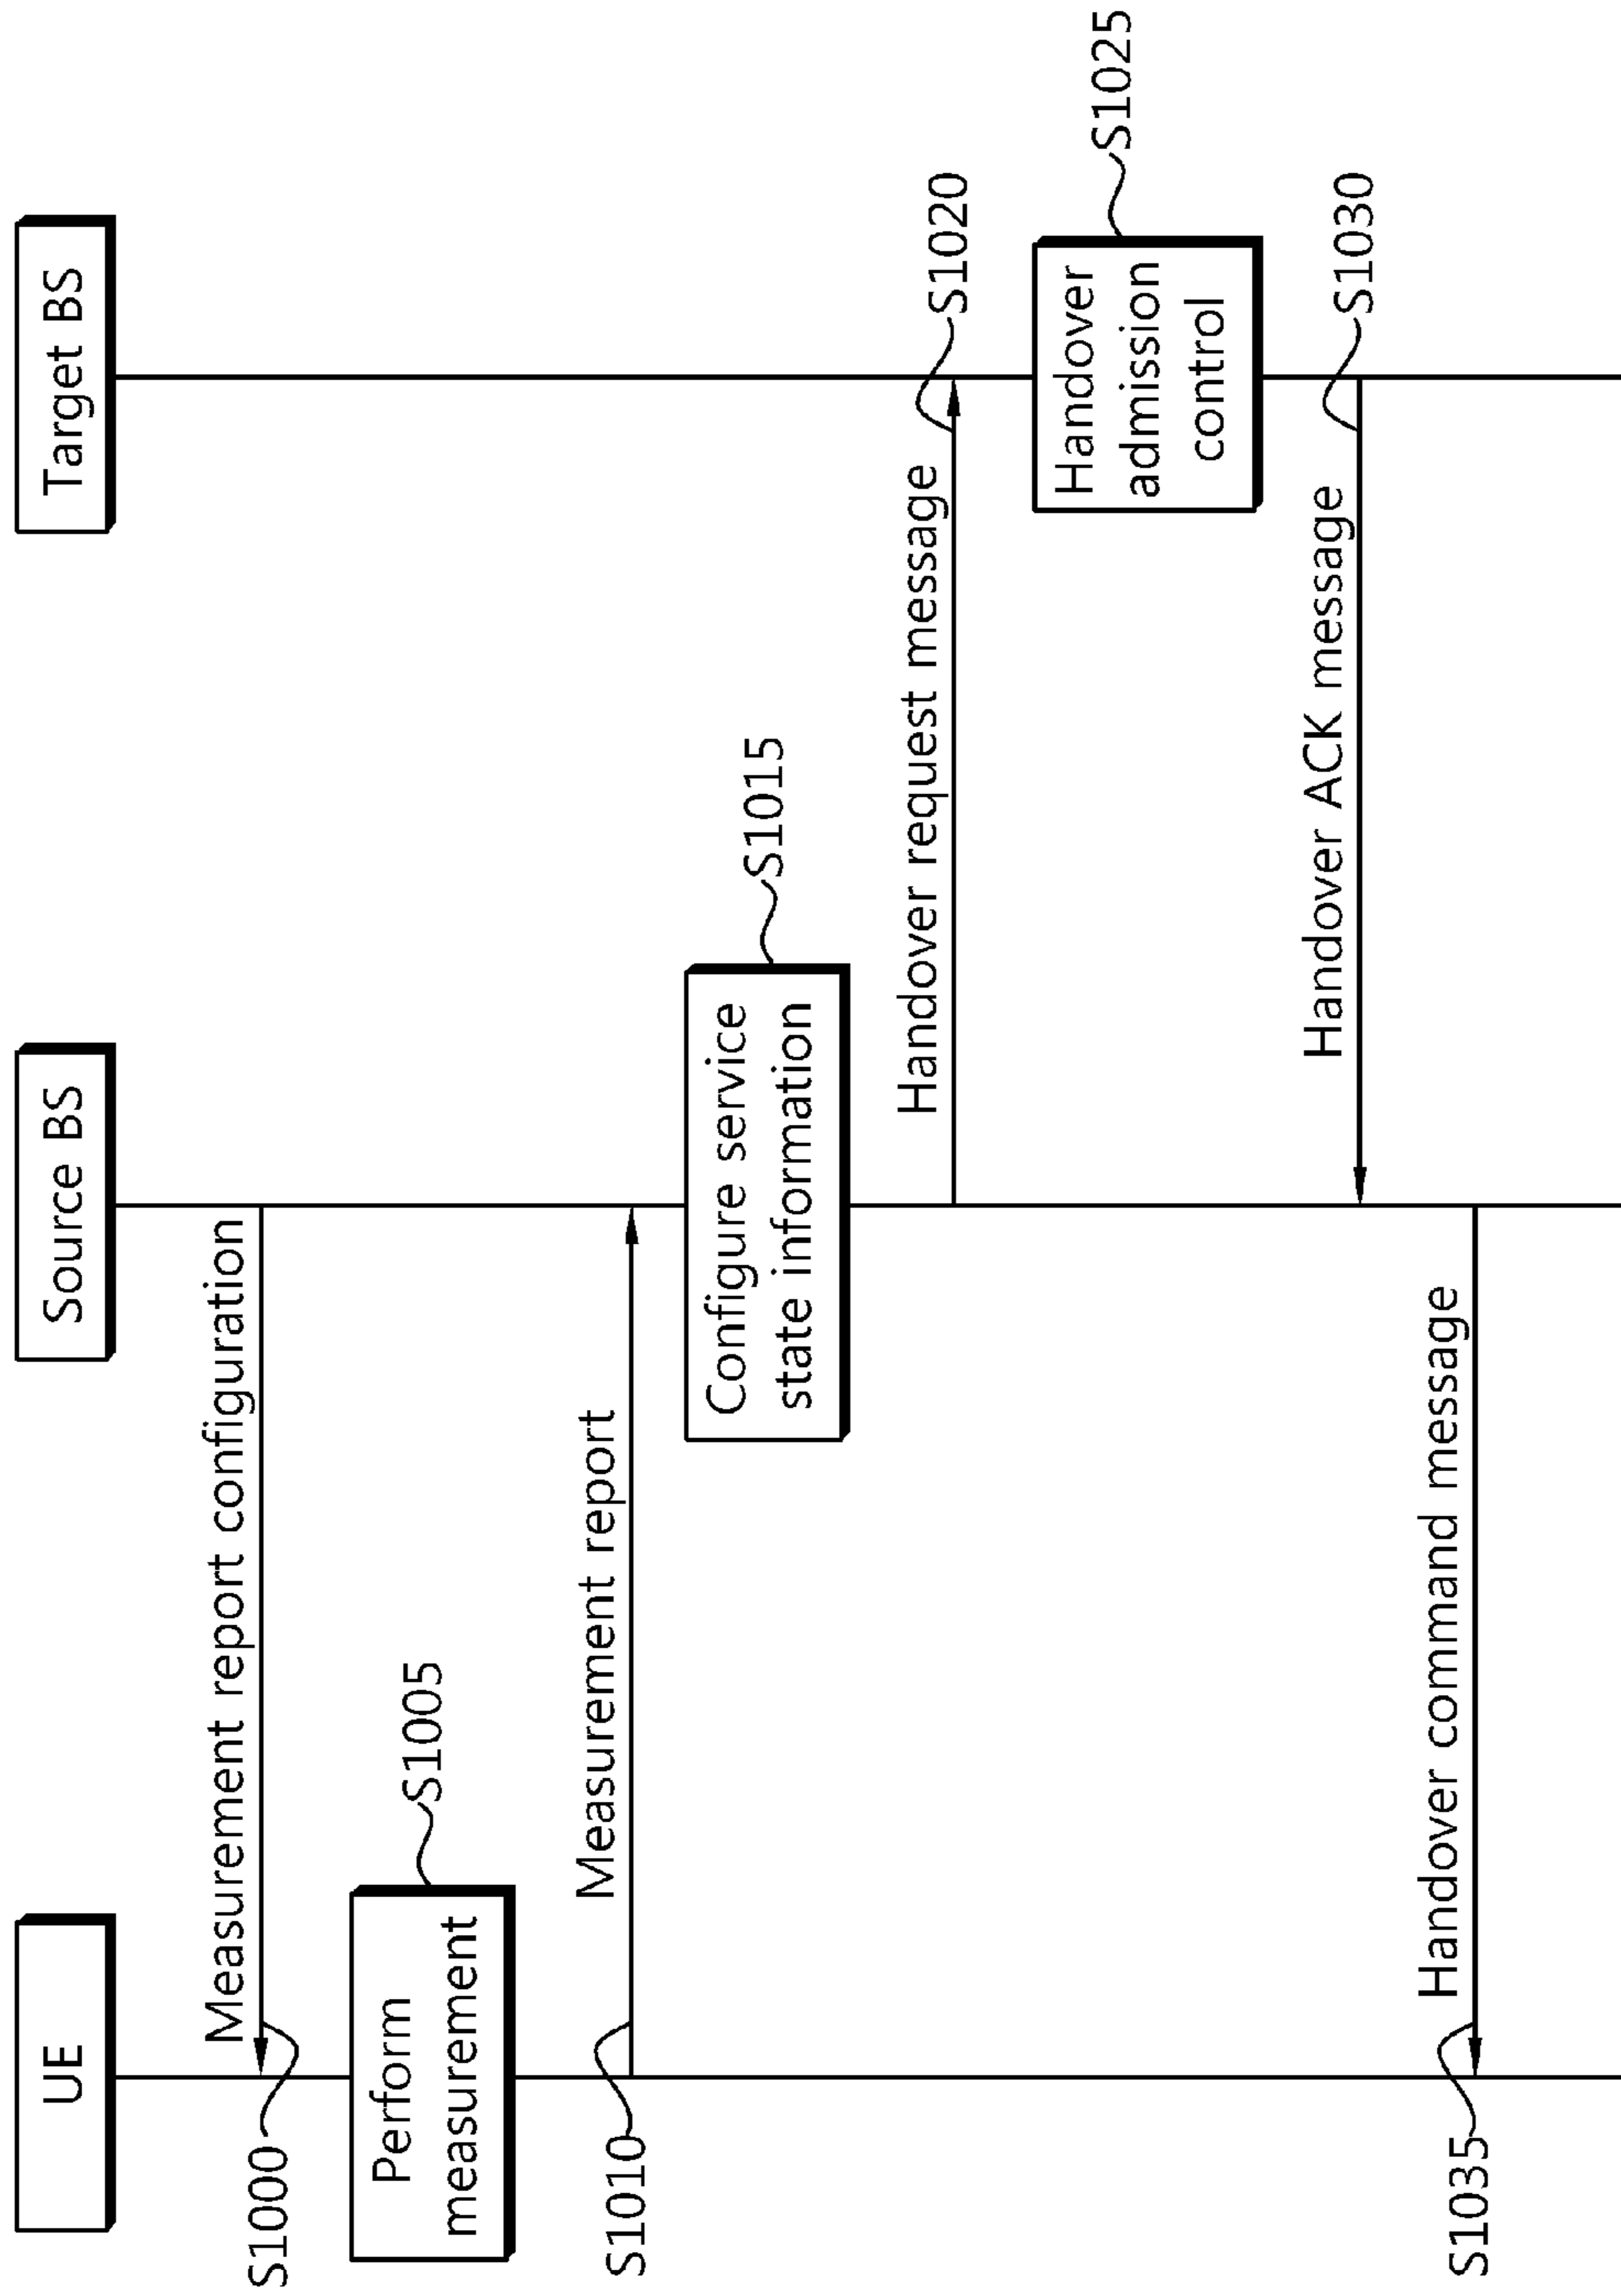 UE
Source BS
Target BS
Measurement report configuration
S1000
Perform
measurement
S1005
Measurement report
S1010
Configure service
state information
S1015
Handover request message
S1020
Handover
admission
control
S1025
Handover ACK message
S1030
Handover command message
S1035